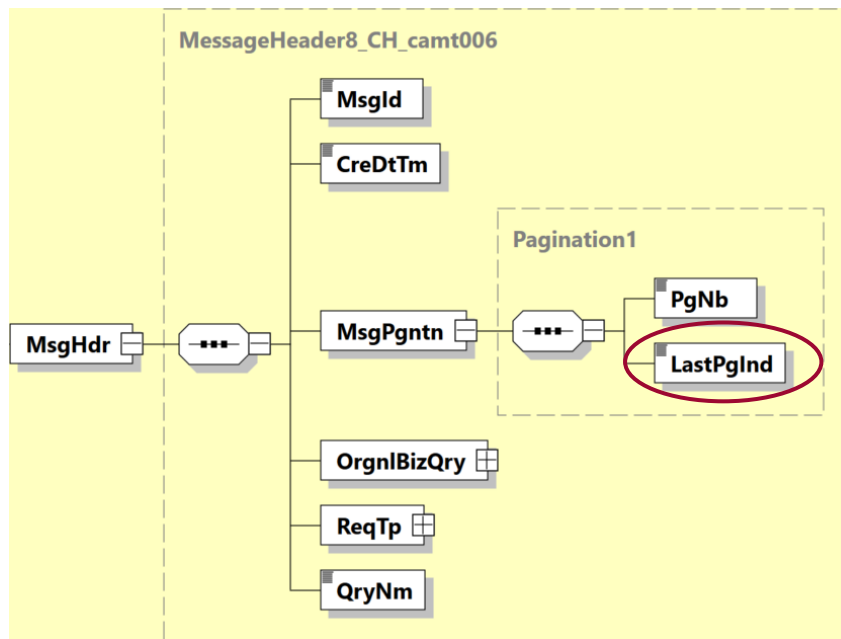 MessageHeader8_CH_camt006
MsgId
CreDtTm
Pagination1
PgNb
MsgHdr
MsgPgntn
LastPgInd
OrgnlBizQry
ReqTp
QryNm